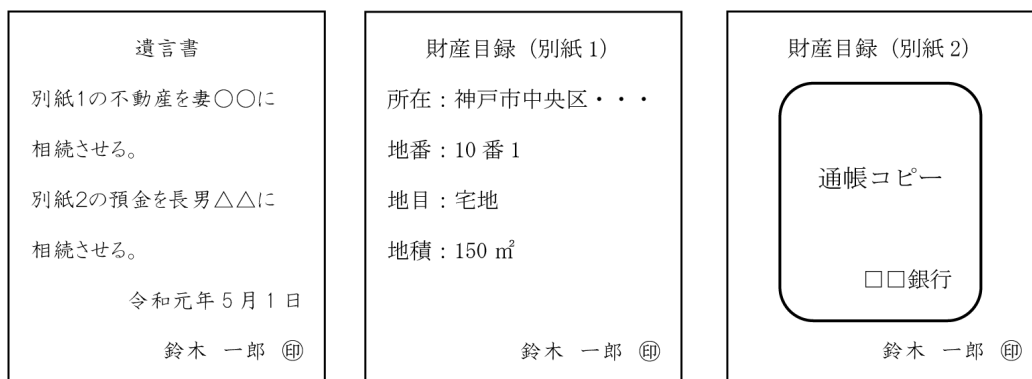 遺言書
別紙1の不動産を妻○○に
相続させる。
別紙2の預金を長男△△に
相続させる。
令和元年5月1日
鈴木 一郎 ㊞
財産目録（別紙1）
所在：神戸市中央区・・・
地番：10番1
地目：宅地
地積：150㎡
鈴木 一郎 ㊞
財産目録（別紙2）
通帳コピー
□□銀行
鈴木 一郎 ㊞